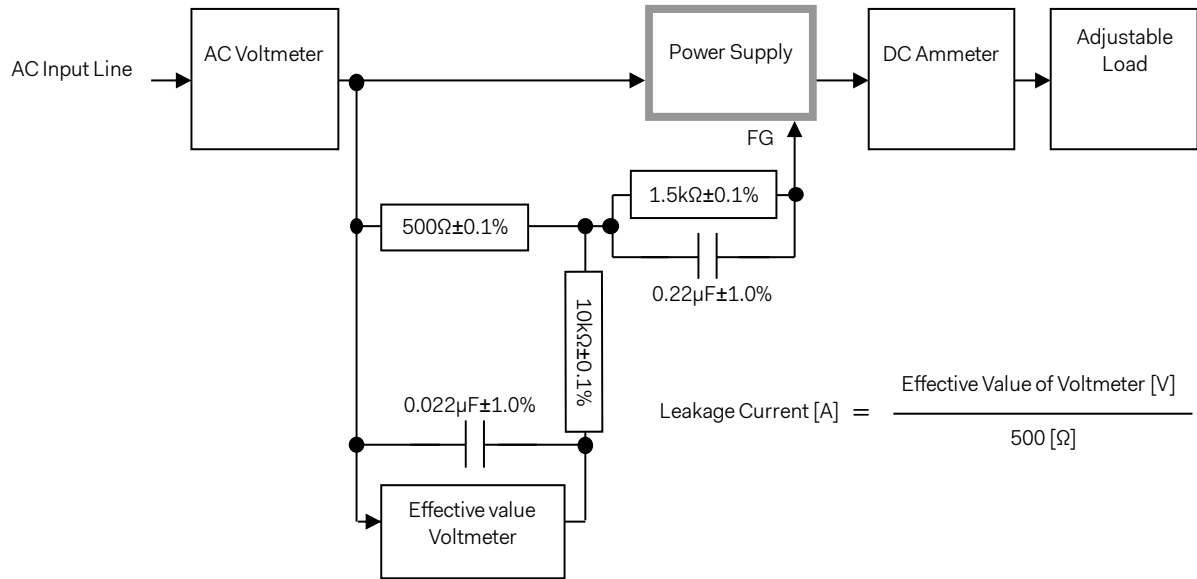 AC Input Line
AC Voltmeter
Power Supply
DC Ammeter
Adjustable
Load
FG
1.5kΩ±0.1%
500Ω±0.1%
0.22µF±1.0%
10kΩ±0.1%
0.022µF±1.0%
Effective value
Voltmeter
Leakage Current [A] =
Effective Value of Voltmeter [V]
500 [Ω]